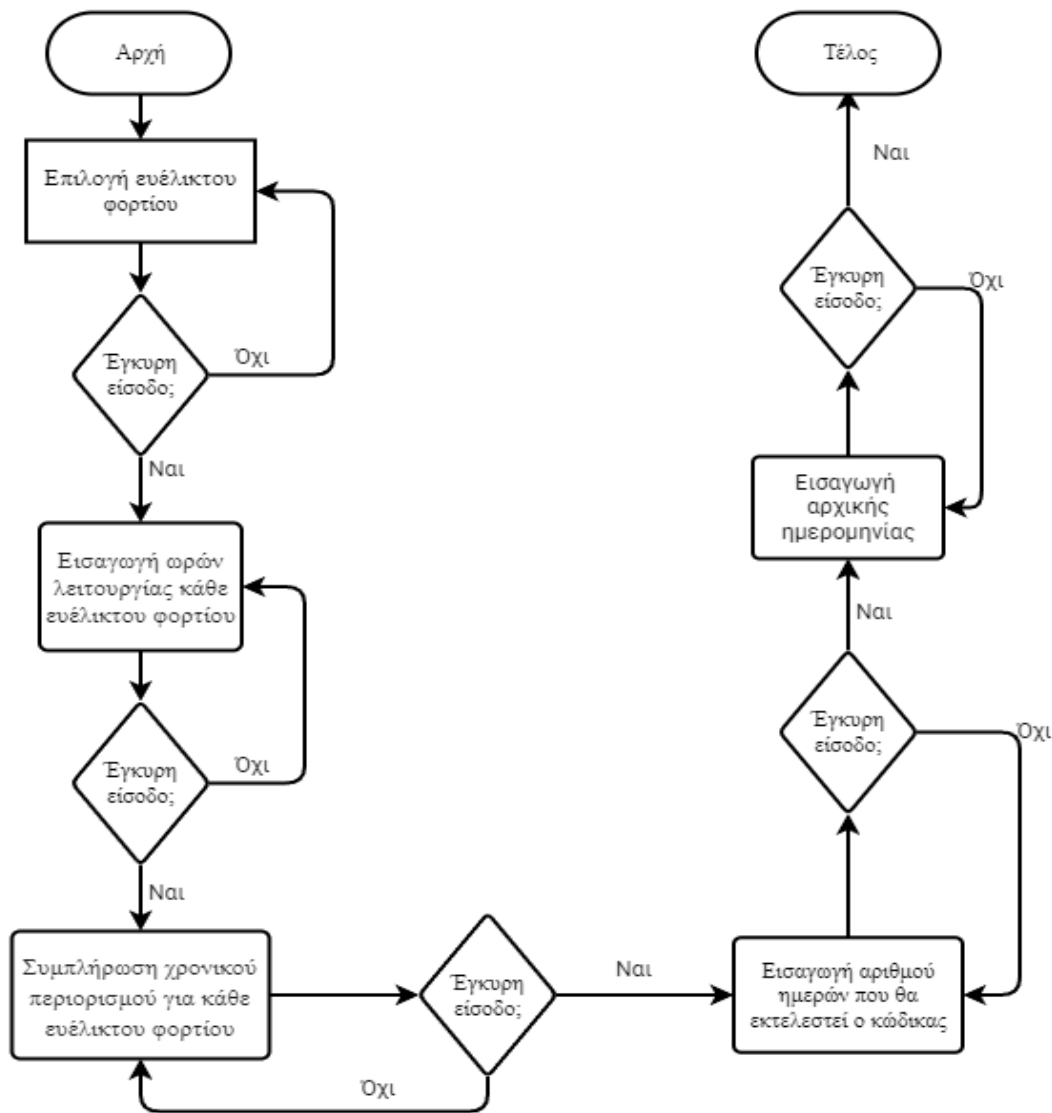 Αρχή
Επιλογή ευέλικτου
φορτίου
Έγκυρη
είσοδο;
Όχι
Ναι
Εισαγωγή ωρών
λειτουργίας κάθε
ευέλικτου φορτίου
Έγκυρη
είσοδο;
Όχι
Ναι
Συμπλήρωση χρονικού
περιορισμού για κάθε
ευέλικτου φορτίου
Έγκυρη
είσοδο;
Όχι
Ναι
Εισαγωγή αριθμού
ημερών που θα
εκτελεστεί ο κώδικας
Έγκυρη
είσοδο;
Όχι
Ναι
Εισαγωγή
αρχικής
ημερομηνίας
Έγκυρη
είσοδο;
Όχι
Ναι
Τέλος